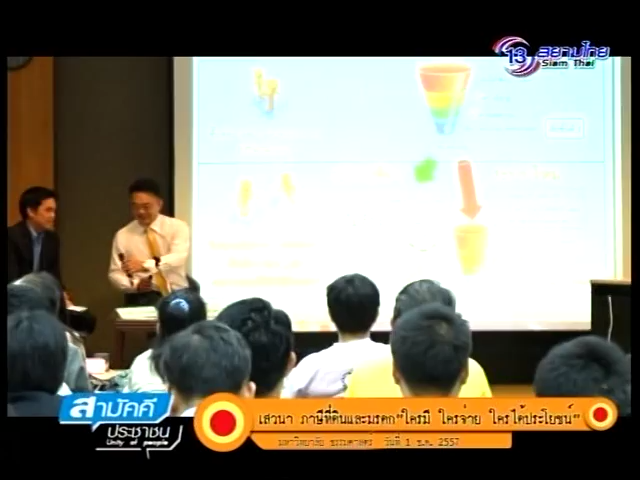 13 สยามไทย
Siam Thai
สามัคคี
ประชาชน
Unity of people
เสวนา ภาษีที่ดินและมรดก"ใครมี ใครจ่าย ใครได้ประโยชน์"
มหาวิทยาลัย ธรรมศาสตร์ วันที่ 1 ธ.ค. 2557